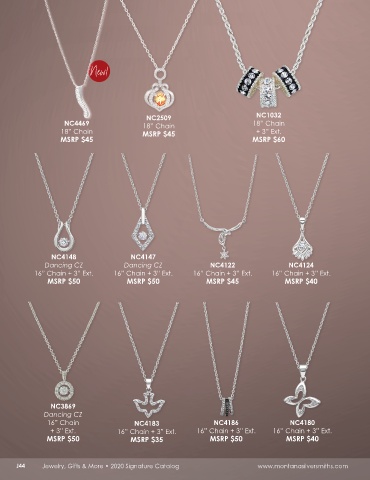 New!
NC4469
18" Chain
MSRP $45
NC2509
18" Chain
MSRP $45
NC1032
18" Chain
+ 3" Ext.
MSRP $60
NC4148
Dancing CZ
16" Chain + 3" Ext.
MSRP $50
NC4147
Dancing CZ
16" Chain + 3" Ext.
MSRP $50
NC4122
16" Chain + 3" Ext.
MSRP $45
NC4124
16" Chain + 3" Ext.
MSRP $40
NC3869
Dancing CZ
16" Chain
+ 3" Ext.
MSRP $50
NC4183
16" Chain + 3" Ext.
MSRP $35
NC4186
16" Chain + 3" Ext.
MSRP $50
NC4180
16" Chain + 3" Ext.
MSRP $40
J44 Jewelry, Gifts & More • 2020 Signature Catalog www.montanasilversmiths.com